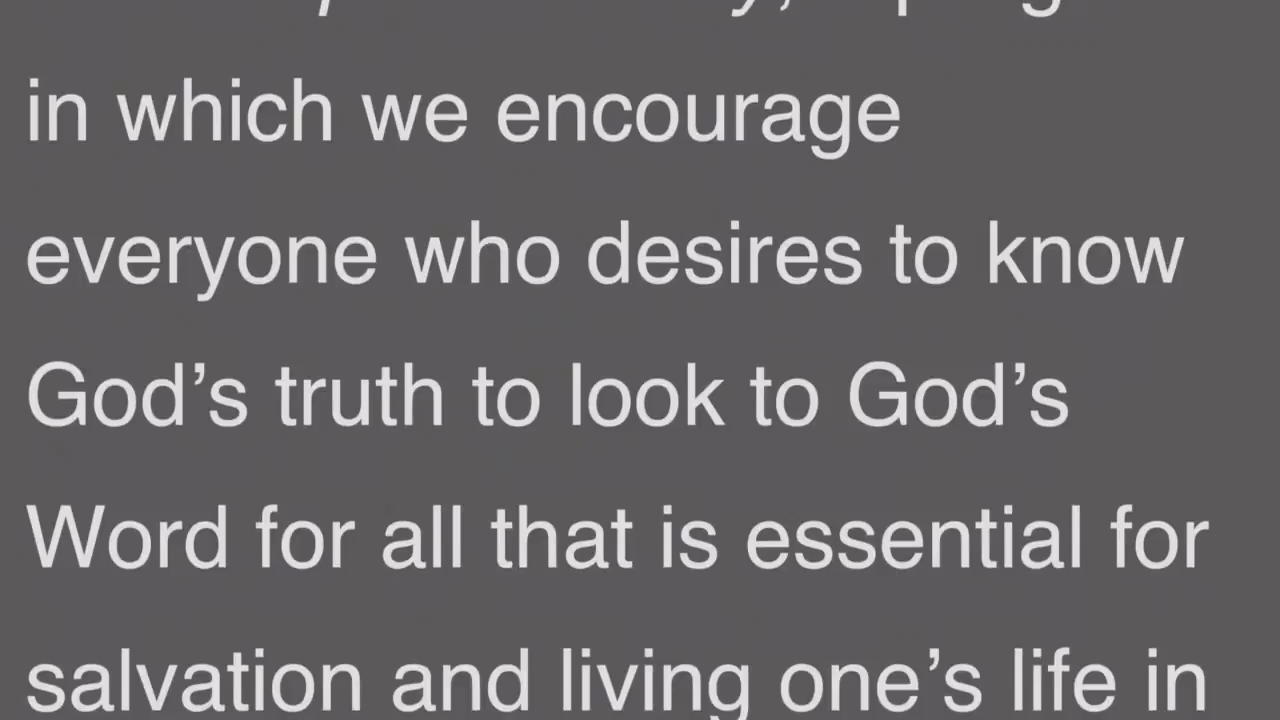 in which we encourage
everyone who desires to know
God’s truth to look to God’s
Word for all that is essential for
salvation and living one’s life in